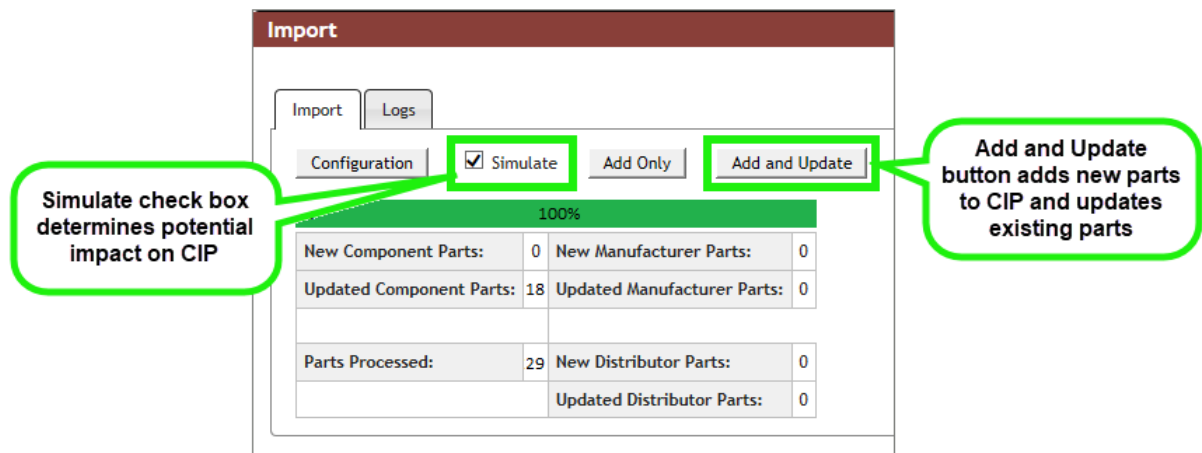 Import
Import
Logs
Configuration
Simulate
Add Only
Add and Update
Simulate check box
determines potential
impact on CIP
Add and Update
button adds new parts
to CIP and updates
existing parts
100%
New Component Parts: 0 New Manufacturer Parts: 0
Updated Component Parts: 18 Updated Manufacturer Parts: 0
Parts Processed: 29 New Distributor Parts: 0
Updated Distributor Parts: 0